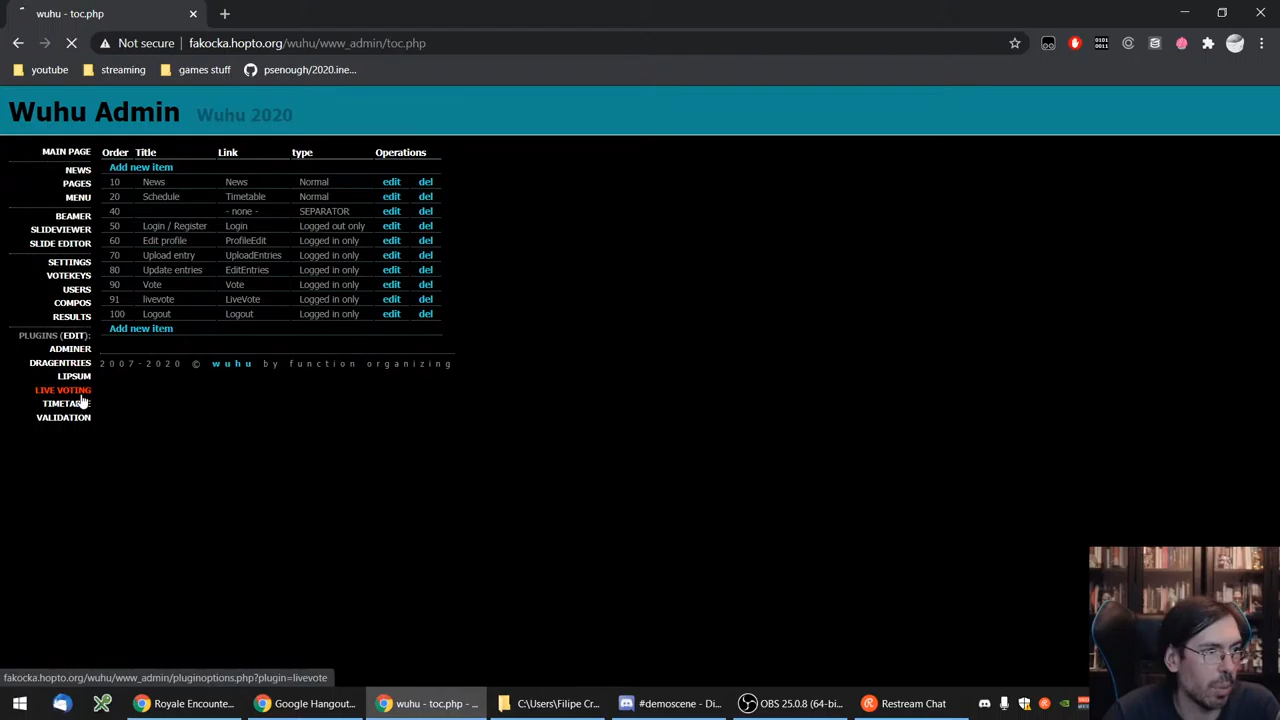 wuhu - toc.php
Not secure
fakocka.hopto.org/wuhu/www_admin/toc.php
youtube
streaming
games stuff
psenough/2020.ine...
Wuhu Admin Wuhu 2020
MAIN PAGE
NEWS
PAGES
MENU
BEAMER
SLIDEVIEWER
SLIDE EDITOR
SETTINGS
VOTEKEYS
USERS
COMPOS
RESULTS
PLUGINS (EDIT):
ADMINER
DRAGENTRIES
LIPSUM
LIVE VOTING
VALIDATION
Order Title Link type Operations
Add new item
10 News News Normal edit del
20 Schedule Timetable Normal edit del
40 - none - SEPARATOR edit del
50 Login / Register Login Logged out only edit del
60 Edit profile ProfileEdit Logged in only edit del
70 Upload entry UploadEntries Logged in only edit del
80 Update entries EditEntries Logged in only edit del
90 Vote Vote Logged in only edit del
91 livevote LiveVote Logged in only edit del
100 Logout Logout Logged in only edit del
Add new item
2007-2020 © wuhu by function organizing
fakocka.hopto.org/wuhu/www_admin/pluginoptions.php?plugin=livevote
Royale Encounte...
Google Hangout...
wuhu - toc.php - ...
C:\Users\Filipe Cr...
#demoscene - Di...
OBS 25.0.8 (64-bi...
Restream Chat